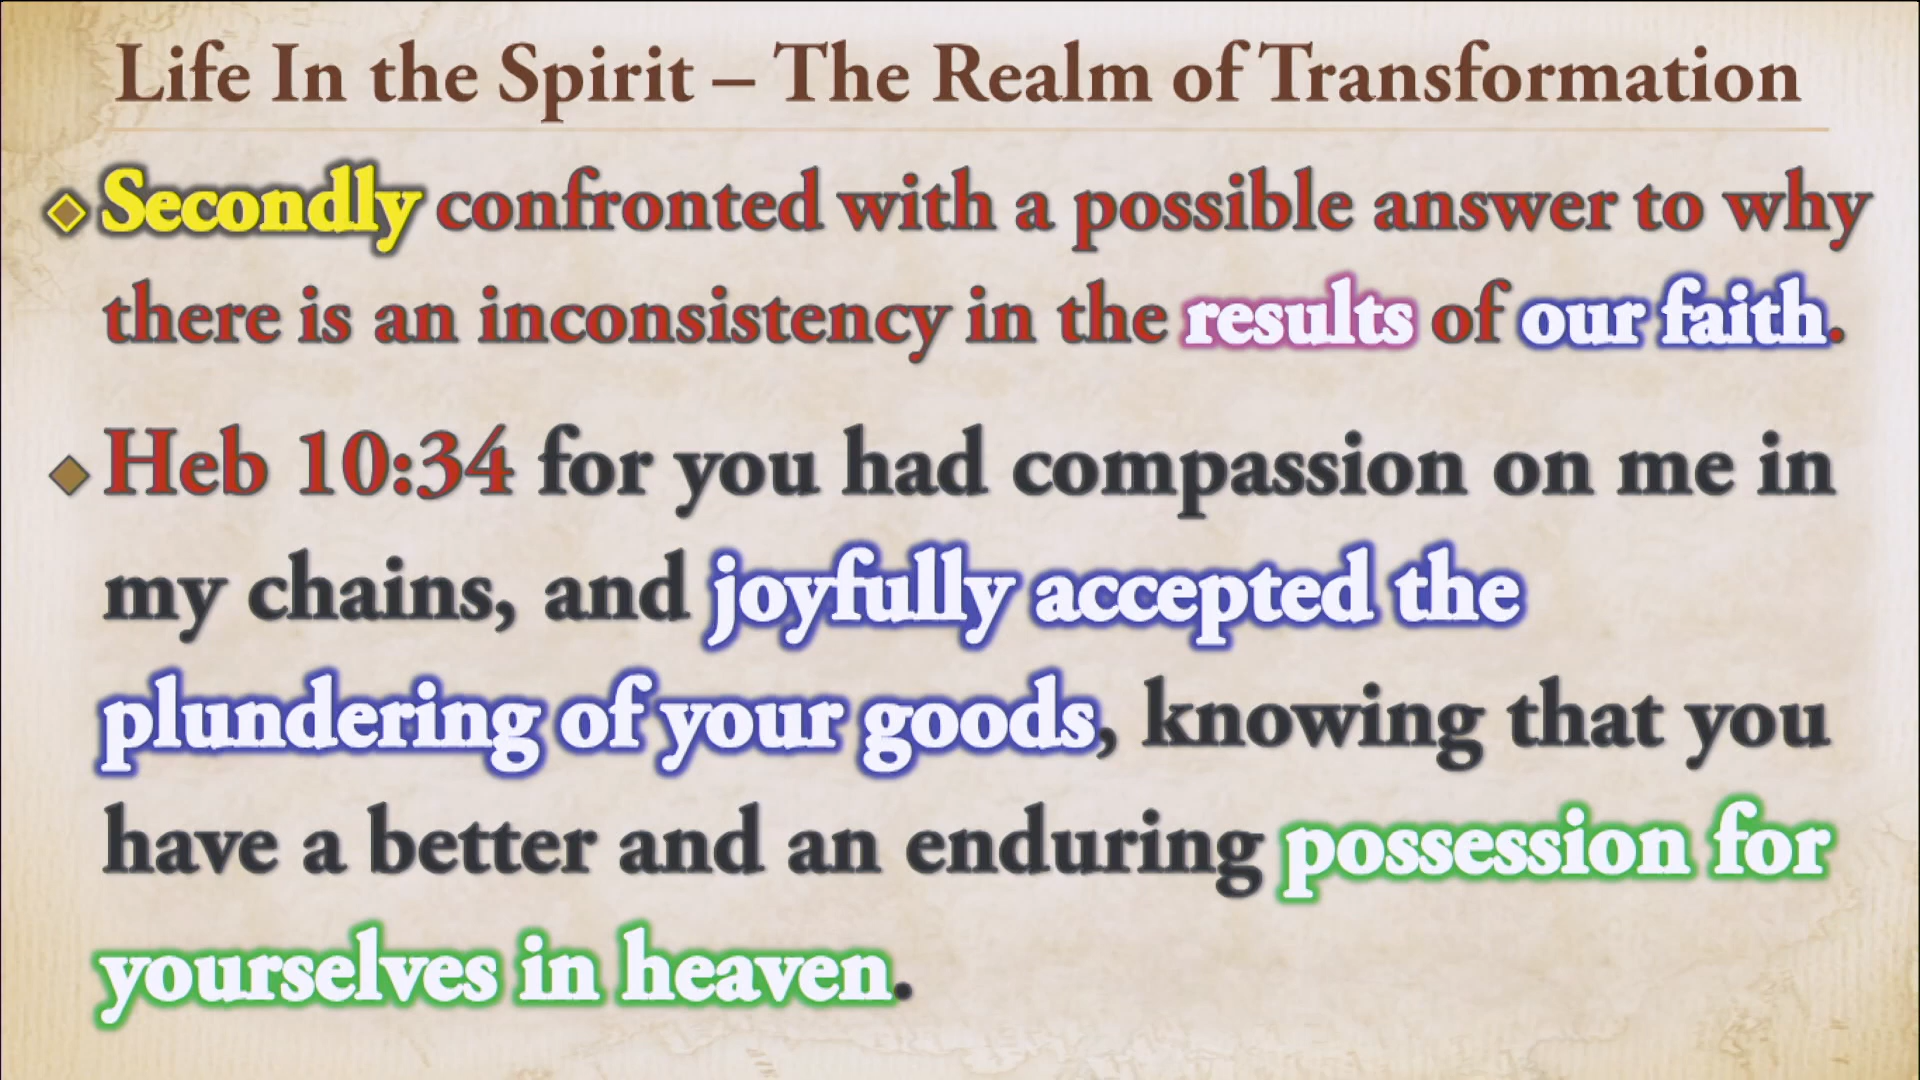 Life In the Spirit – The Realm of Transformation
Secondly confronted with a possible answer to why
there is an inconsistency in the results of our faith.
Heb 10:34 for you had compassion on me in
my chains, and joyfully accepted the
plundering of your goods, knowing that you
have a better and an enduring possession for
yourselves in heaven.